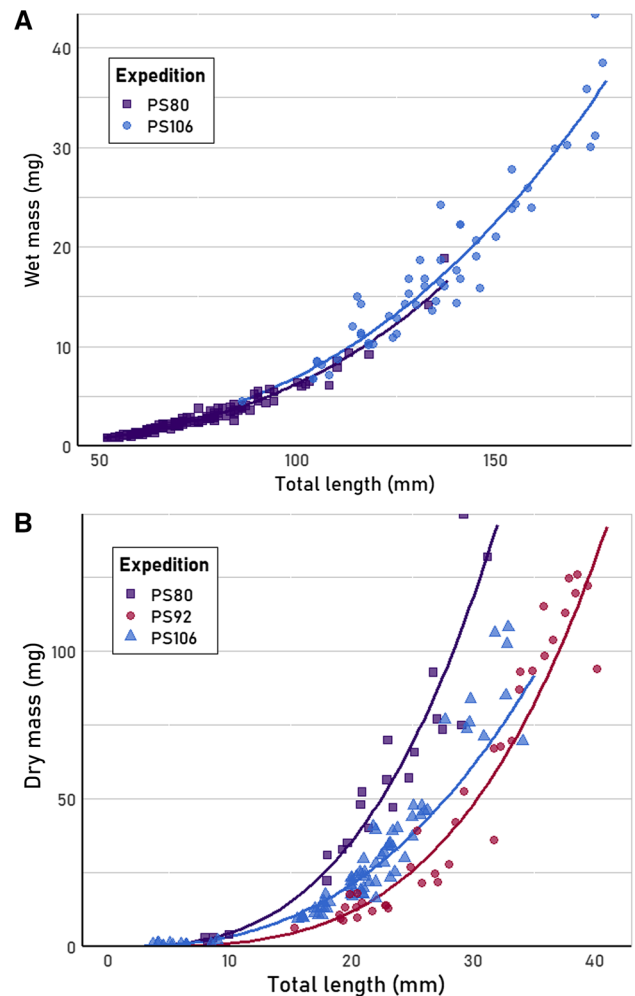 A
Expedition
PS80
PS106
Wet mass (mg)
40
30
20
10
0
50 100 150
Total length (mm)
B
Expedition
PS80
PS92
PS106
Dry mass (mg)
100
50
0
0 10 20 30 40
Total length (mm)